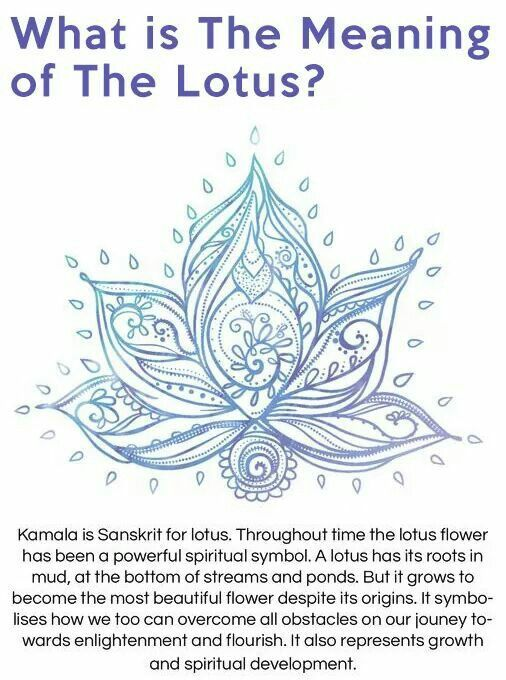 What is The Meaning
of The Lotus?
Kamala is Sanskrit for lotus. Throughout time the lotus flower
has been a powerful spiritual symbol. A lotus has its roots in
mud, at the bottom of streams and ponds. But it grows to
become the most beautiful flower despite its origins. It symbo-
lises how we too can overcome all obstacles on our jouney to-
wards enlightenment and flourish. It also represents growth
and spiritual development.